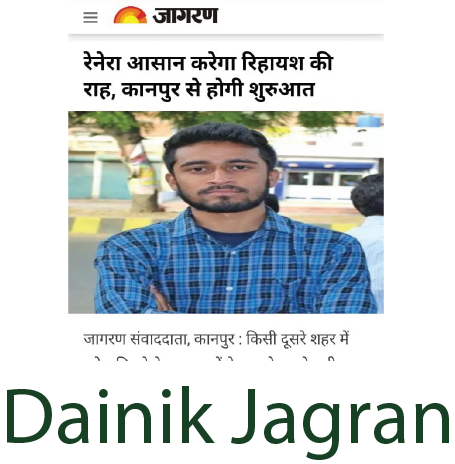 जागरण
रेनेरा आसान करेगा रिहायश की
राह, कानपुर से होगी शुरुआत
जागरण संवाददाता, कानपुर : किसी दूसरे शहर में
Dainik Jagran